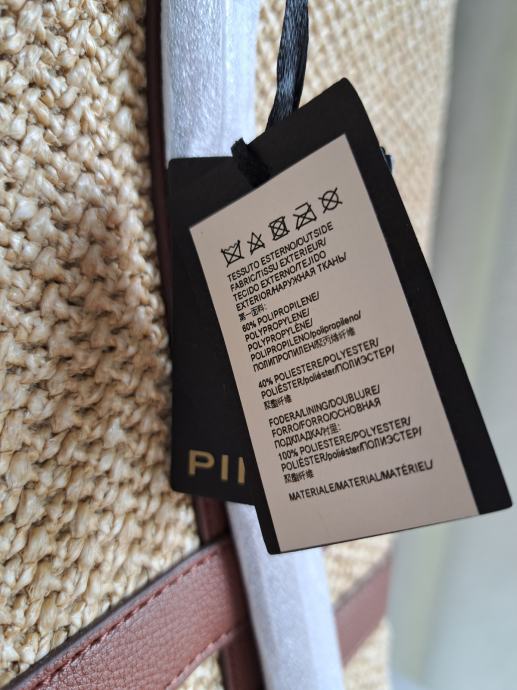 TESSUTO ESTERNO/OUTSIDE
FABRIC/TISSU EXTERIEUR/
TECIDO EXTERNO/TEJIDO
EXTERIOR/НАРУЖНАЯ ТКАНЬ/
第一面料:
60% POLIPROPILENE/
POLYPROPYLENE/
POLYPROPYLÈNE/
POLIPROPILENO/polipropileno/
ПОЛИПРОПИЛЕН/聚丙烯纤维
40% POLIESTERE/POLYESTER/
POLIÉSTER/poliéster/ПОЛИЭСТЕР/
聚酯纤维
FODERA/LINING/DOUBLURE/
FORRO/FORRO/ОСНОВНАЯ
ПОДКЛАДКА/衬里:
100% POLIESTERE/POLYESTER/
POLIÉSTER/poliéster/ПОЛИЭСТЕР/
聚酯纤维
MATERIALE/MATERIAL/MATÉRIEL/
PI